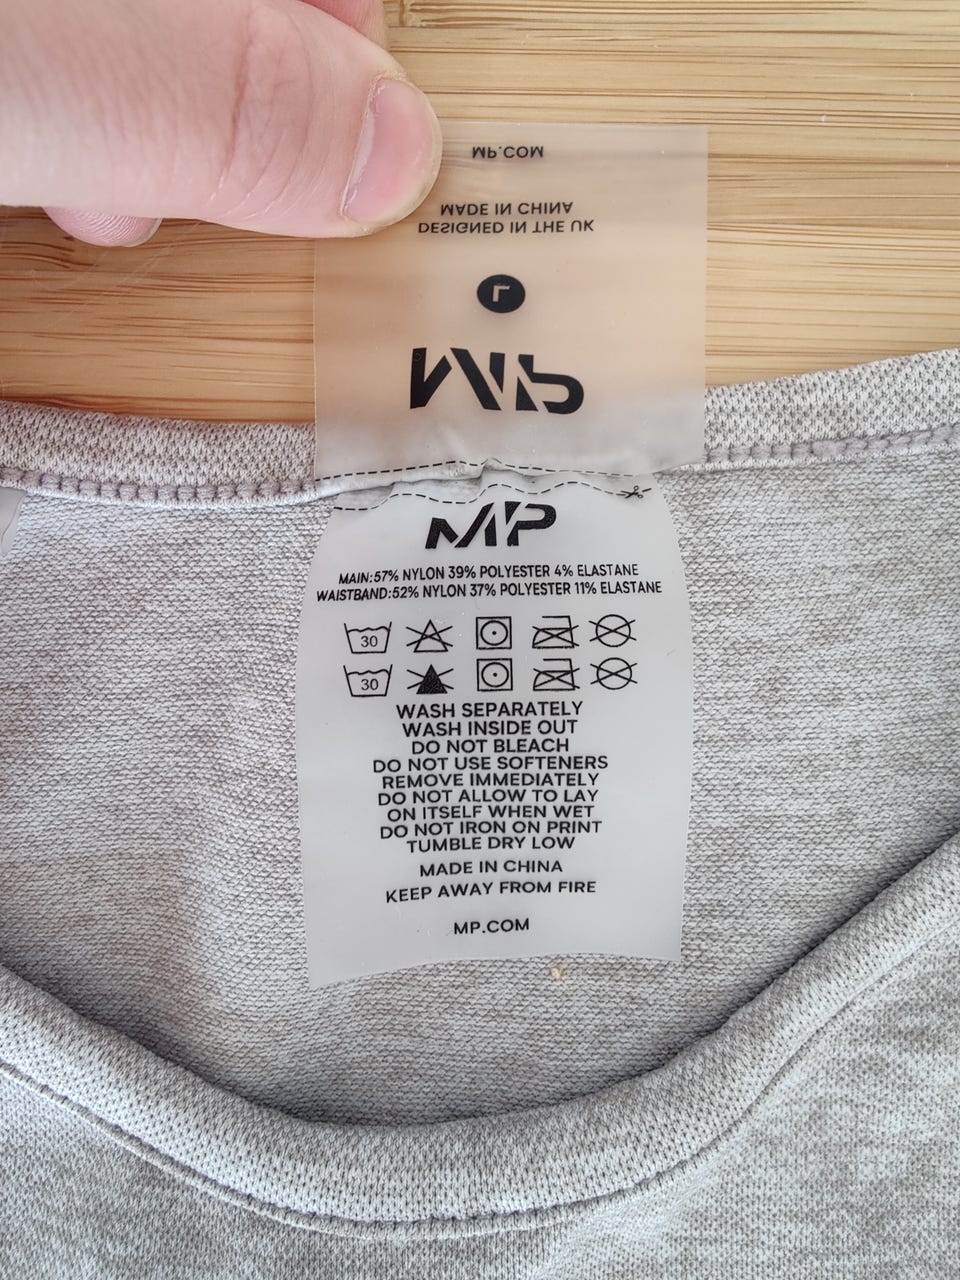 MP.COM
MADE IN CHINA
DESIGNED IN THE UK
L
MP
MP
MAIN:57% NYLON 39% POLYESTER 4% ELASTANE
WAISTBAND:52% NYLON 37% POLYESTER 11% ELASTANE
30
30
WASH SEPARATELY
WASH INSIDE OUT
DO NOT BLEACH
DO NOT USE SOFTENERS
REMOVE IMMEDIATELY
DO NOT ALLOW TO LAY
ON ITSELF WHEN WET
DO NOT IRON ON PRINT
TUMBLE DRY LOW
MADE IN CHINA
KEEP AWAY FROM FIRE
MP.COM